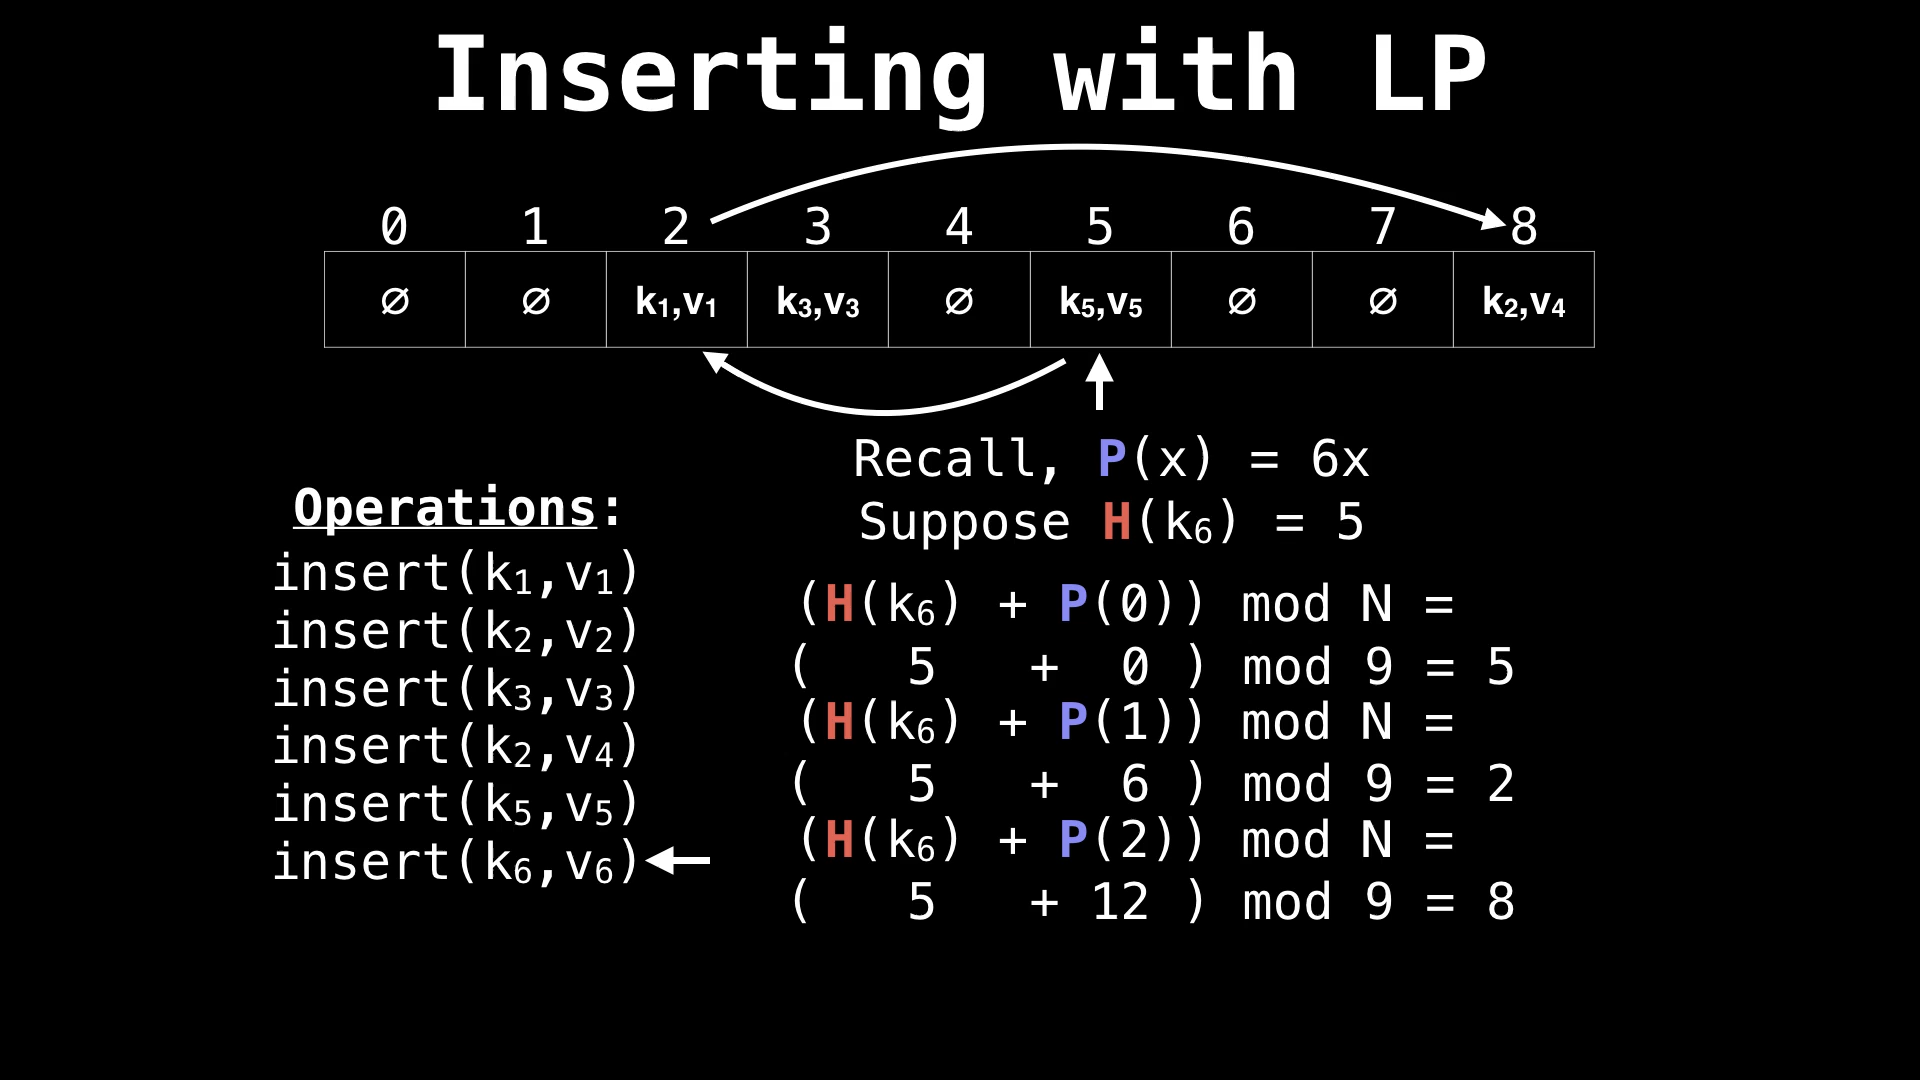 Inserting with LP
0 1 2 3 4 5 6 7 8
∅ ∅ k₁,v₁ k₃,v₃ ∅ k₅,v₅ ∅ ∅ k₂,v₄
Recall, P(x) = 6x
Suppose H(k₆) = 5
Operations:
insert(k₁,v₁)
insert(k₂,v₂)
insert(k₃,v₃)
insert(k₂,v₄)
insert(k₅,v₅)
insert(k₆,v₆)
(H(k₆) + P(0)) mod N =
( 5 + 0 ) mod 9 = 5
(H(k₆) + P(1)) mod N =
( 5 + 6 ) mod 9 = 2
(H(k₆) + P(2)) mod N =
( 5 + 12 ) mod 9 = 8